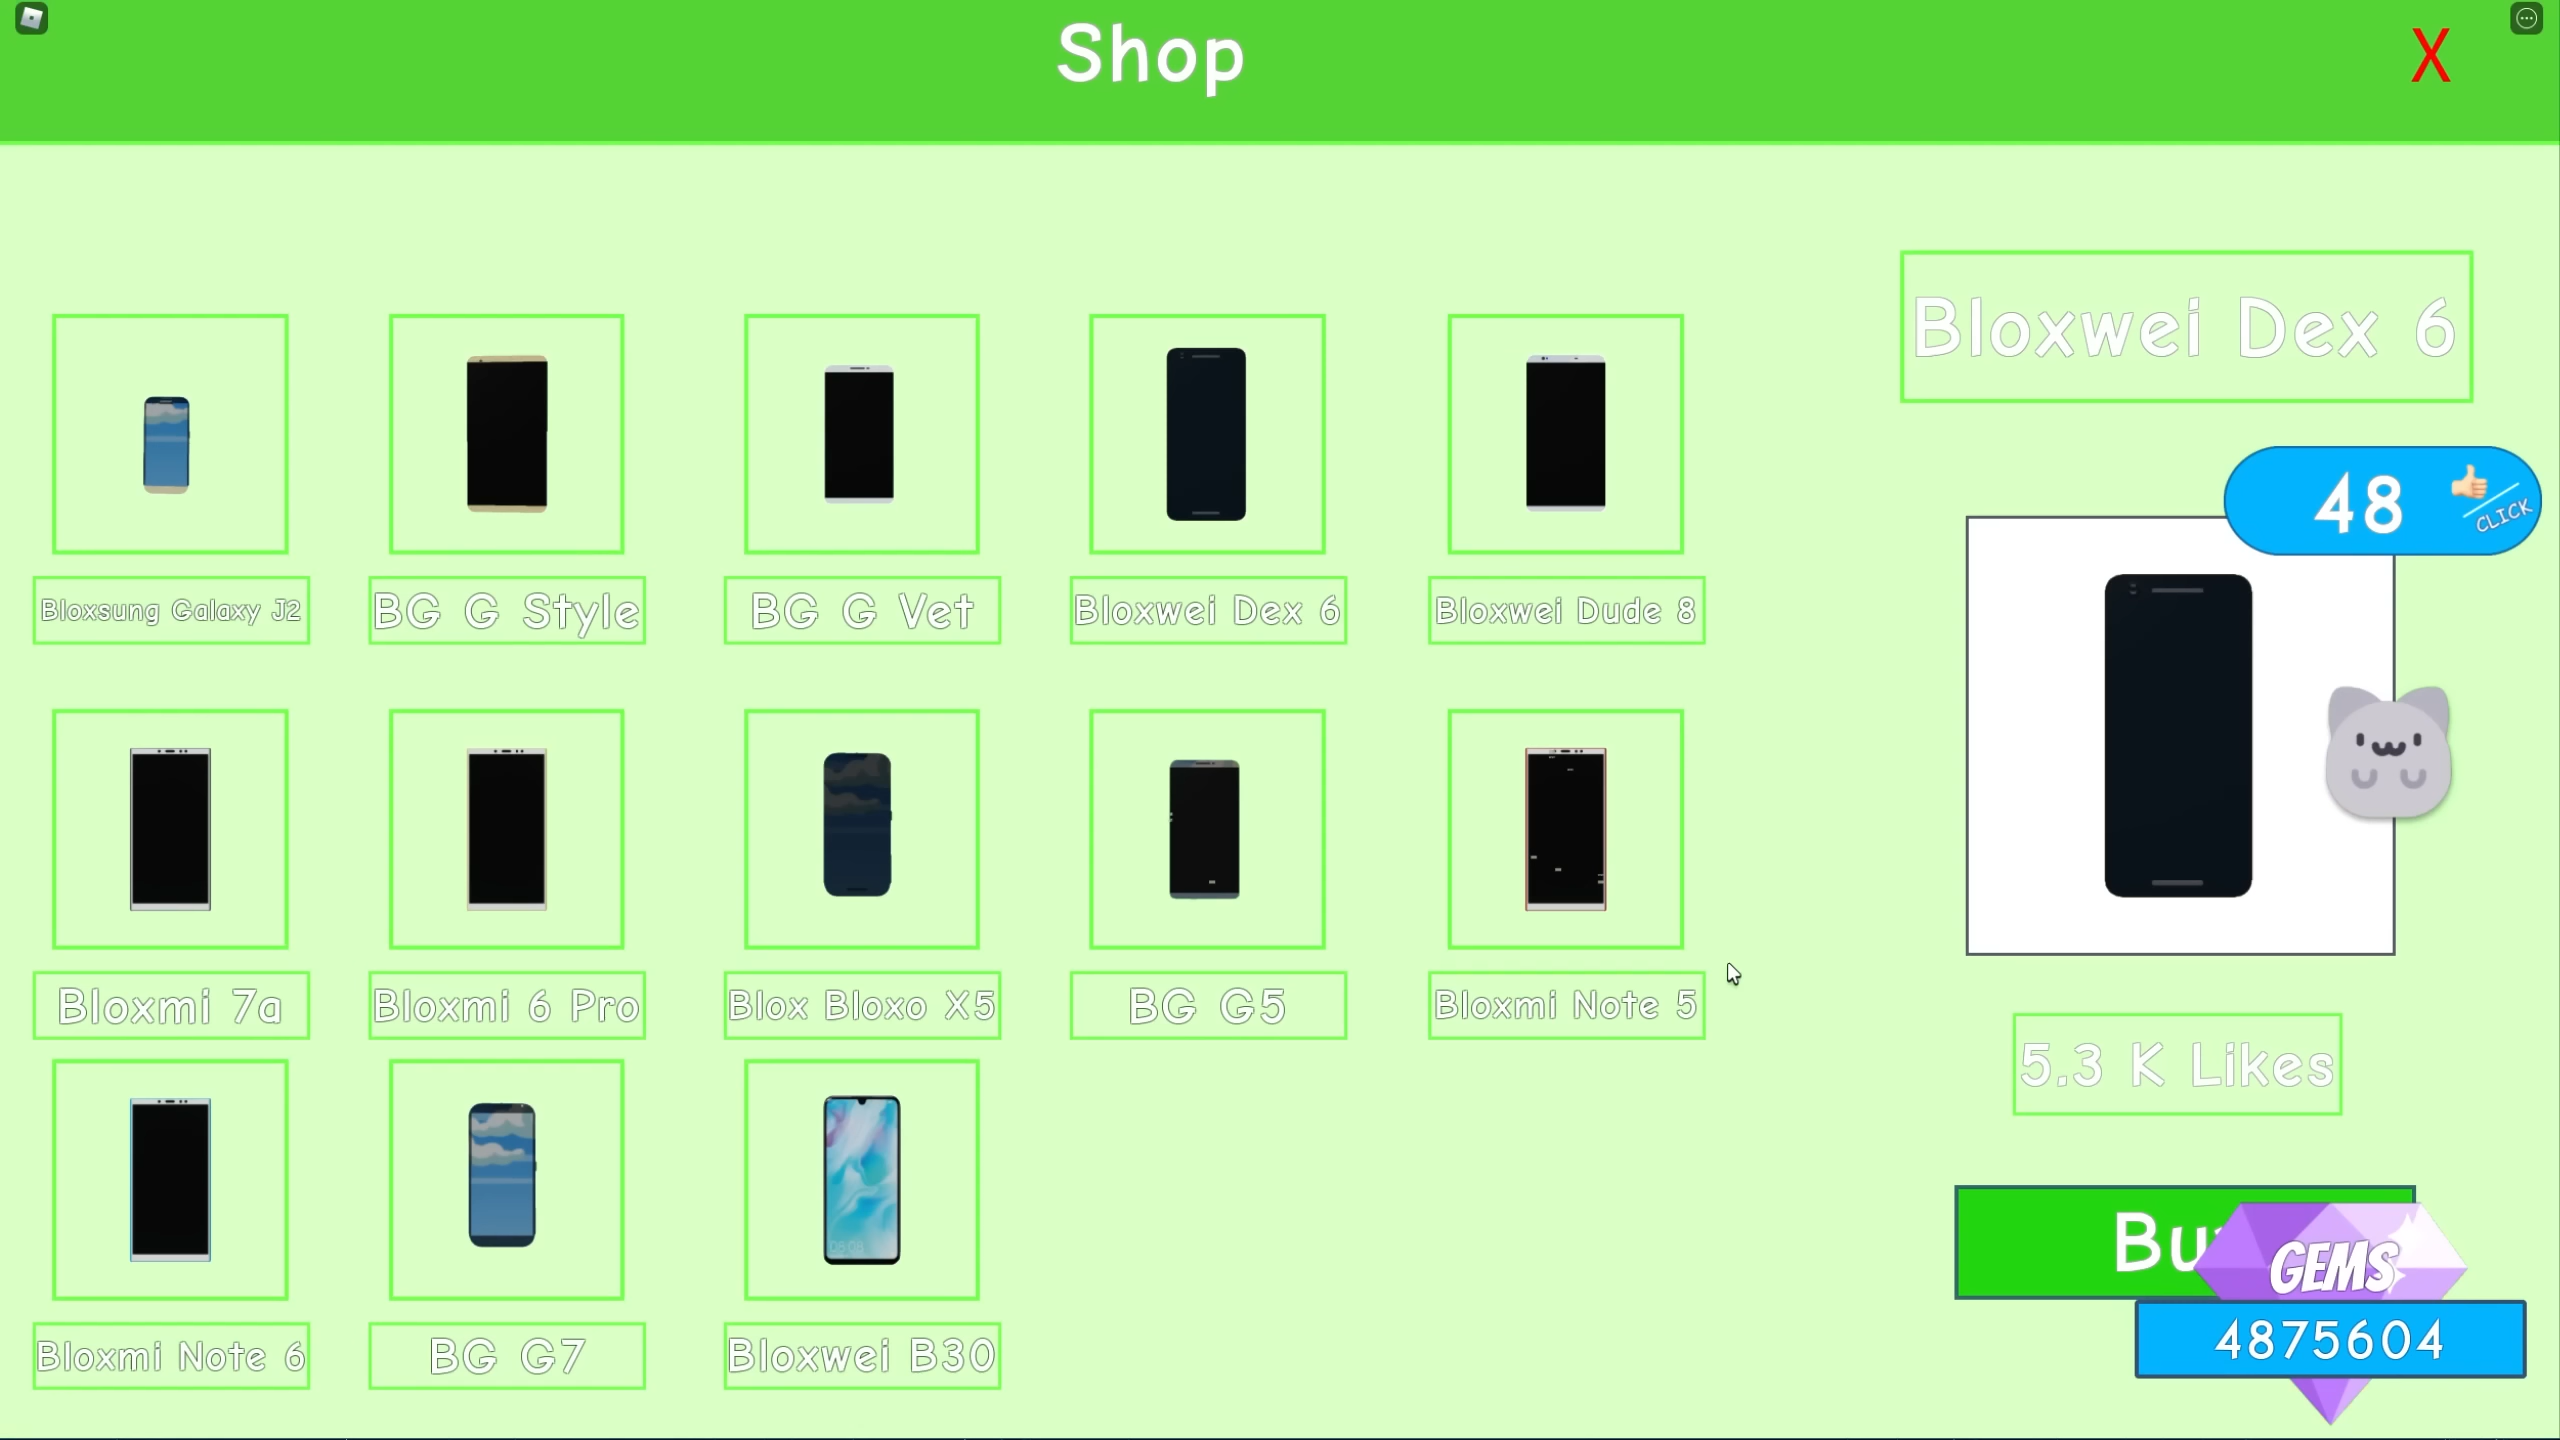 Shop
X
Bloxwei Dex 6
48
CLICK
Bloxsung Galaxy J2
BG G Style
BG G Vet
Bloxwei Dex 6
Bloxwei Dude 8
Bloxmi 7a
Bloxmi 6 Pro
Blox Bloxo X5
BG G5
Bloxmi Note 5
5.3 K Likes
GEMS
4875604
Bloxmi Note 6
BG G7
Bloxwei B30